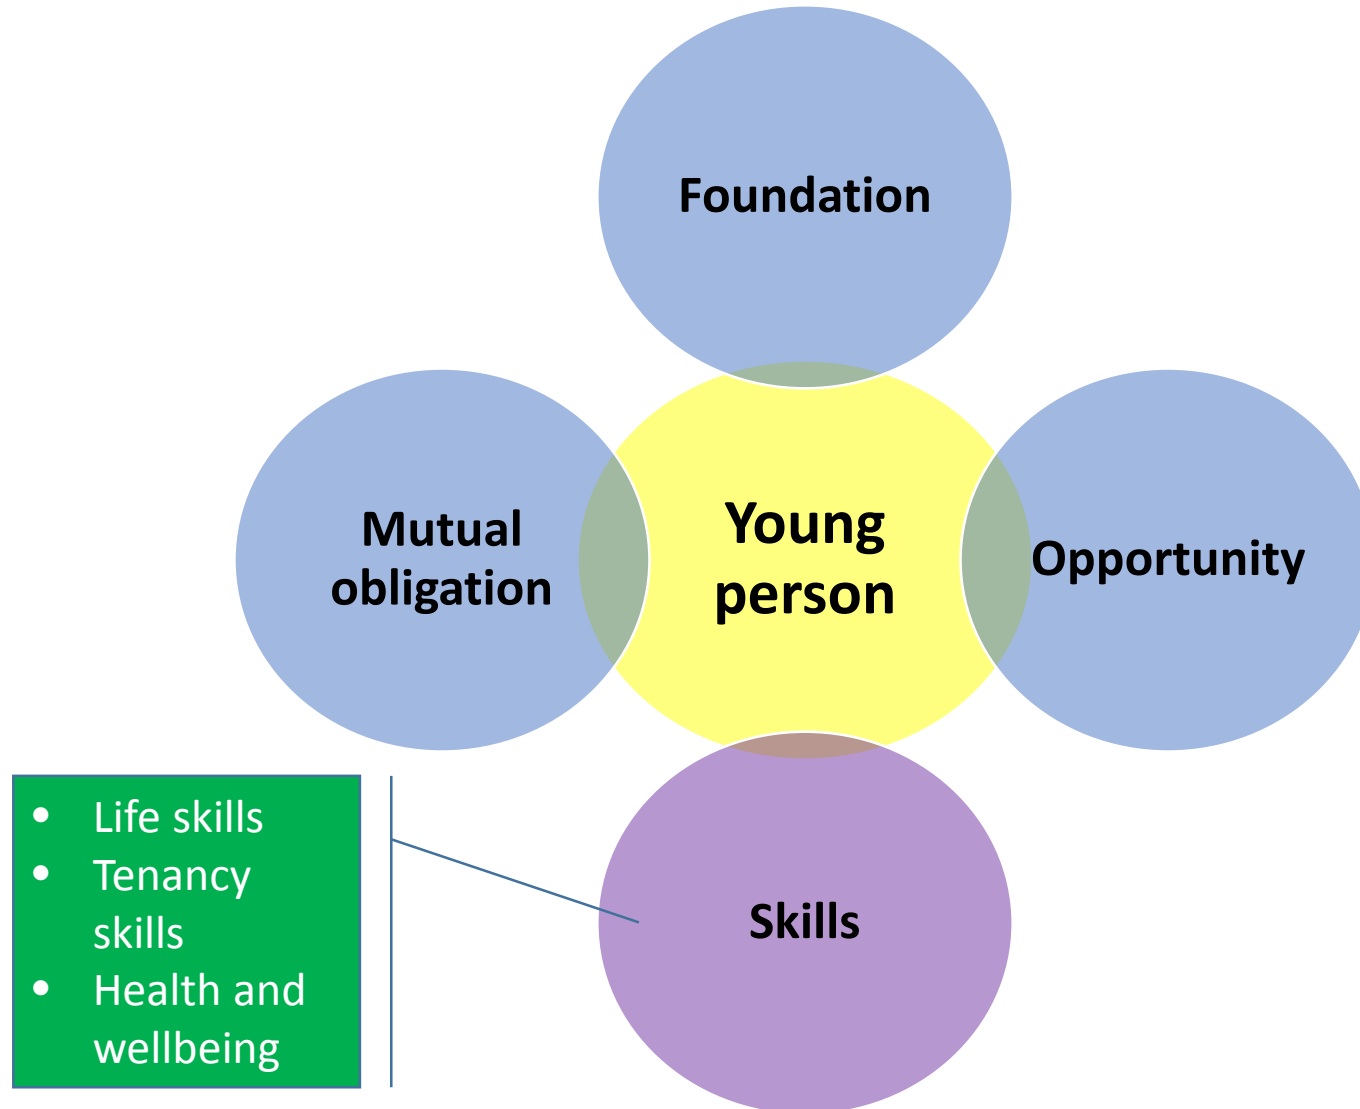 Foundation
Mutual
obligation
Young
person
Opportunity
• Life skills
• Tenancy
skills
• Health and
wellbeing
Skills